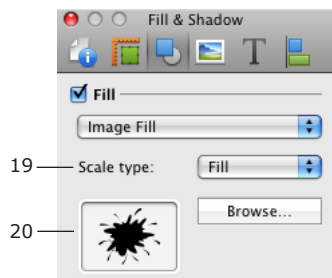 Fill & Shadow
T
Fill
Image Fill
19 Scale type: Fill
20 Browse...